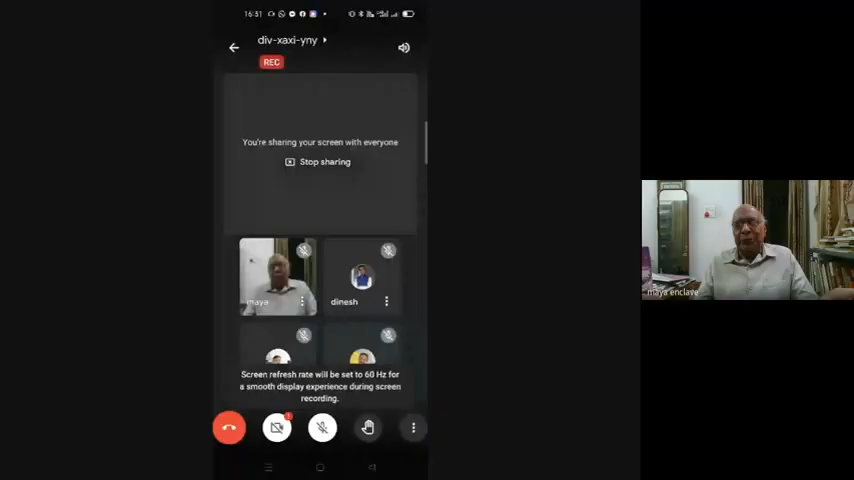 16:31
div-xaxi-yny
REC
You're sharing your screen with everyone
Stop sharing
maya
dinesh
Screen refresh rate will be set to 60 Hz for
a smooth display experience during screen
recording.
maya enclave